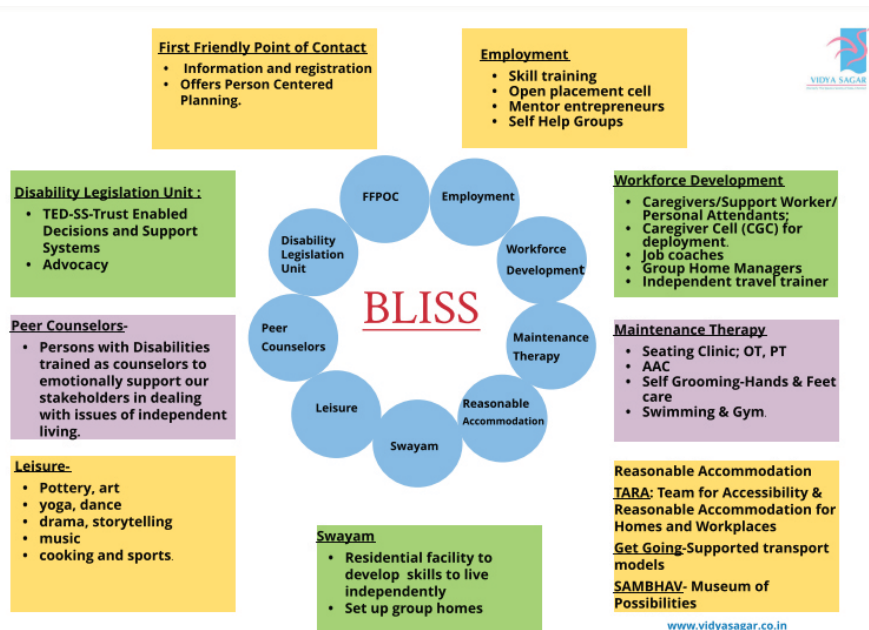 First Friendly Point of Contact
• Information and registration
• Offers Person Centered
Planning.
Employment
• Skill training
• Open placement cell
• Mentor entrepreneurs
• Self Help Groups
VIDYA SAGAR
Disability Legislation Unit :
• TED-SS-Trust Enabled
Decisions and Support
Systems
• Advocacy
Workforce Development
• Caregivers/Support Worker/
Personal Attendants;
• Caregiver Cell (CGC) for
deployment.
• Job coaches
• Group Home Managers
• Independent travel trainer
FFPOC
Employment
Disability
Legislation
Unit
Workforce
Development
BLISS
Peer
Counselors
Maintenance
Therapy
Leisure
Reasonable
Accommodation
Swayam
Peer Counselors-
• Persons with Disabilities
trained as counselors to
emotionally support our
stakeholders in dealing
with issues of independent
living.
Maintenance Therapy
• Seating Clinic; OT, PT
• AAC
• Self Grooming-Hands & Feet
care
• Swimming & Gym.
Leisure-
• Pottery, art
• yoga, dance
• drama, storytelling
• music
• cooking and sports.
Swayam
• Residential facility to
develop skills to live
independently
• Set up group homes
Reasonable Accommodation
TARA: Team for Accessibility &
Reasonable Accommodation for
Homes and Workplaces
Get Going-Supported transport
models
SAMBHAV- Museum of
Possibilities
www.vidyasagar.co.in